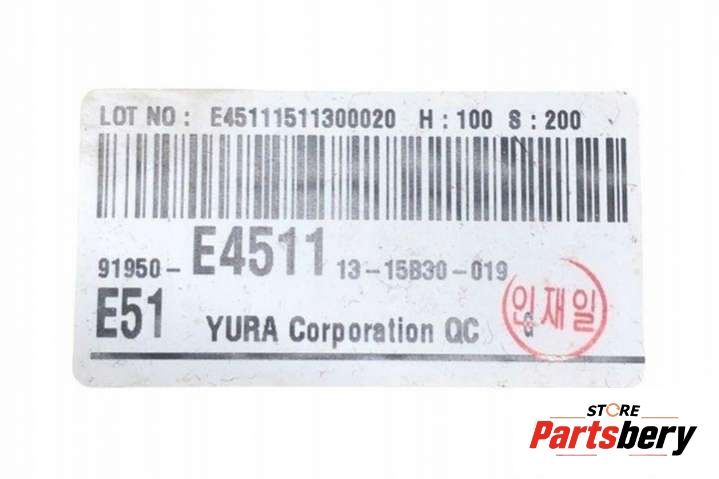 LOT NO : E45111511300020 H : 100 S : 200
91950- E4511 13-15B30-019
E51 YURA Corporation QC
인재일
STORE
Partsbery